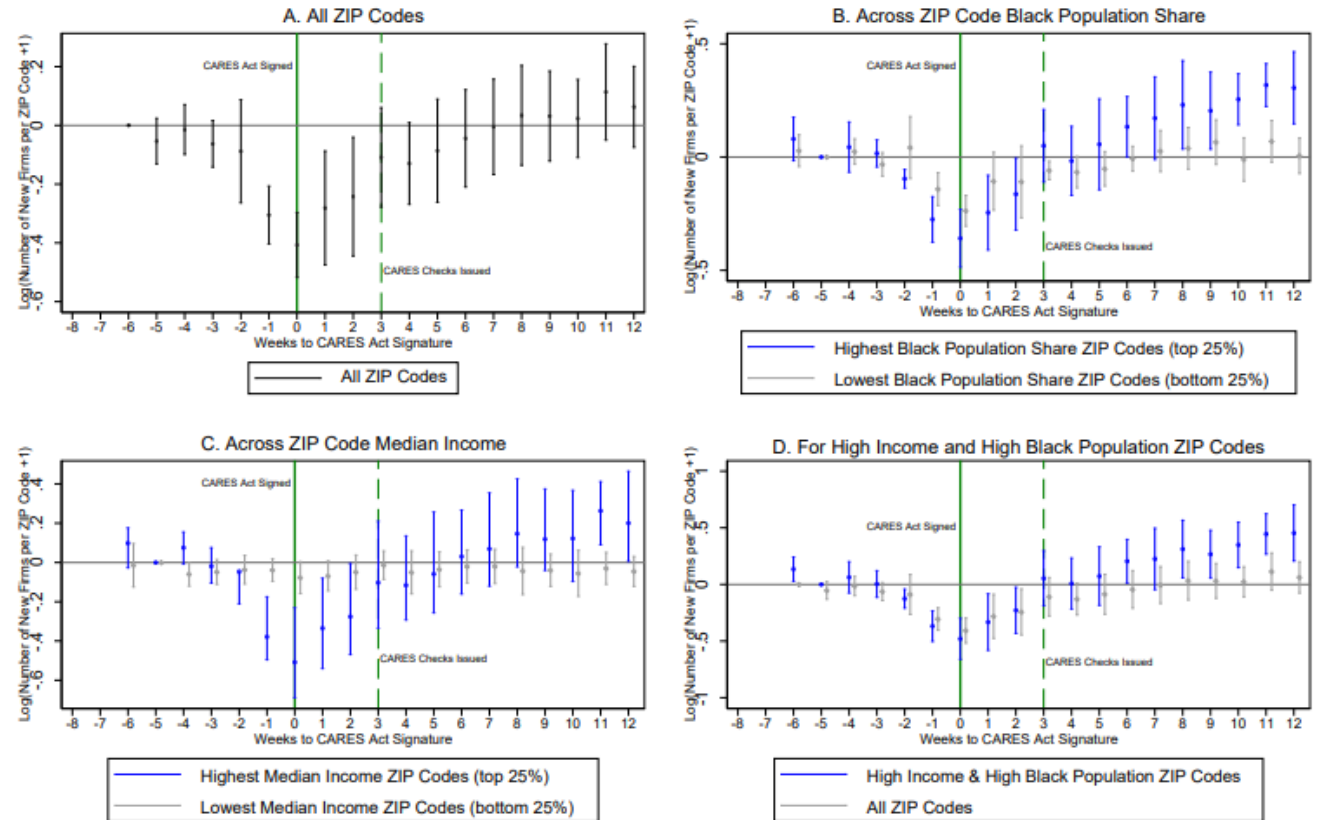 A. All ZIP Codes
Log(Number of New Firms per ZIP Code +1)
.2
0
-.2
-.4
-.6
CARES Act Signed
CARES Checks Issued
-8 -7 -6 -5 -4 -3 -2 -1 0 1 2 3 4 5 6 7 8 9 10 11 12
Weeks to CARES Act Signature
All ZIP Codes
B. Across ZIP Code Black Population Share
Log(Number of New Firms per ZIP Code +1)
.5
0
-.5
CARES Act Signed
CARES Checks Issued
-8 -7 -6 -5 -4 -3 -2 -1 0 1 2 3 4 5 6 7 8 9 10 11 12
Weeks to CARES Act Signature
Highest Black Population Share ZIP Codes (top 25%)
Lowest Black Population Share ZIP Codes (bottom 25%)
C. Across ZIP Code Median Income
Log(Number of New Firms per ZIP Code +1)
.4
.2
0
-.2
-.4
-.6
CARES Act Signed
CARES Checks Issued
-8 -7 -6 -5 -4 -3 -2 -1 0 1 2 3 4 5 6 7 8 9 10 11 12
Weeks to CARES Act Signature
Highest Median Income ZIP Codes (top 25%)
Lowest Median Income ZIP Codes (bottom 25%)
D. For High Income and High Black Population ZIP Codes
Log(Number of New Firms per ZIP Code +1)
1
.5
0
-.5
-1
CARES Act Signed
CARES Checks Issued
-8 -7 -6 -5 -4 -3 -2 -1 0 1 2 3 4 5 6 7 8 9 10 11 12
Weeks to CARES Act Signature
High Income & High Black Population ZIP Codes
All ZIP Codes